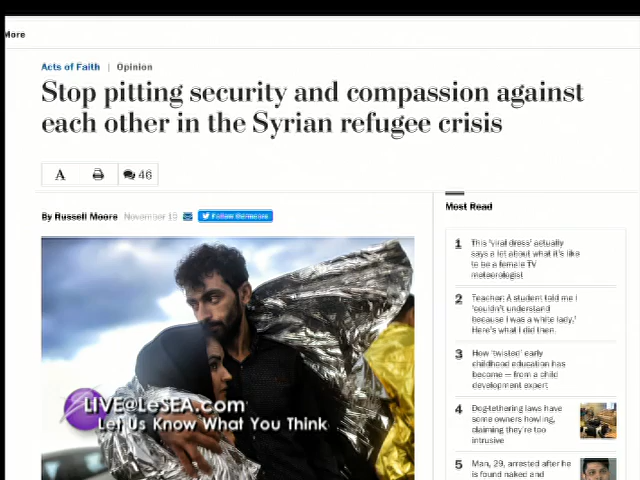 More
Acts of Faith | Opinion
Stop pitting security and compassion against
each other in the Syrian refugee crisis
A 46
By Russell Moore November 19 Follow @drmoore
Most Read
1 This 'viral dress' actually
says a lot about what it's like
to be a female TV
meteorologist
2 Teacher: A student told me I
'couldn't understand
because I was a white lady.'
Here's what I did then.
3 How 'twisted' early
childhood education has
become — from a child
development expert
4 Dog-tethering laws have
some owners howling,
claiming they're too
intrusive
5 Man, 29, arrested after he
is found naked and
LIVE@LeSEA.com
Let Us Know What You Think